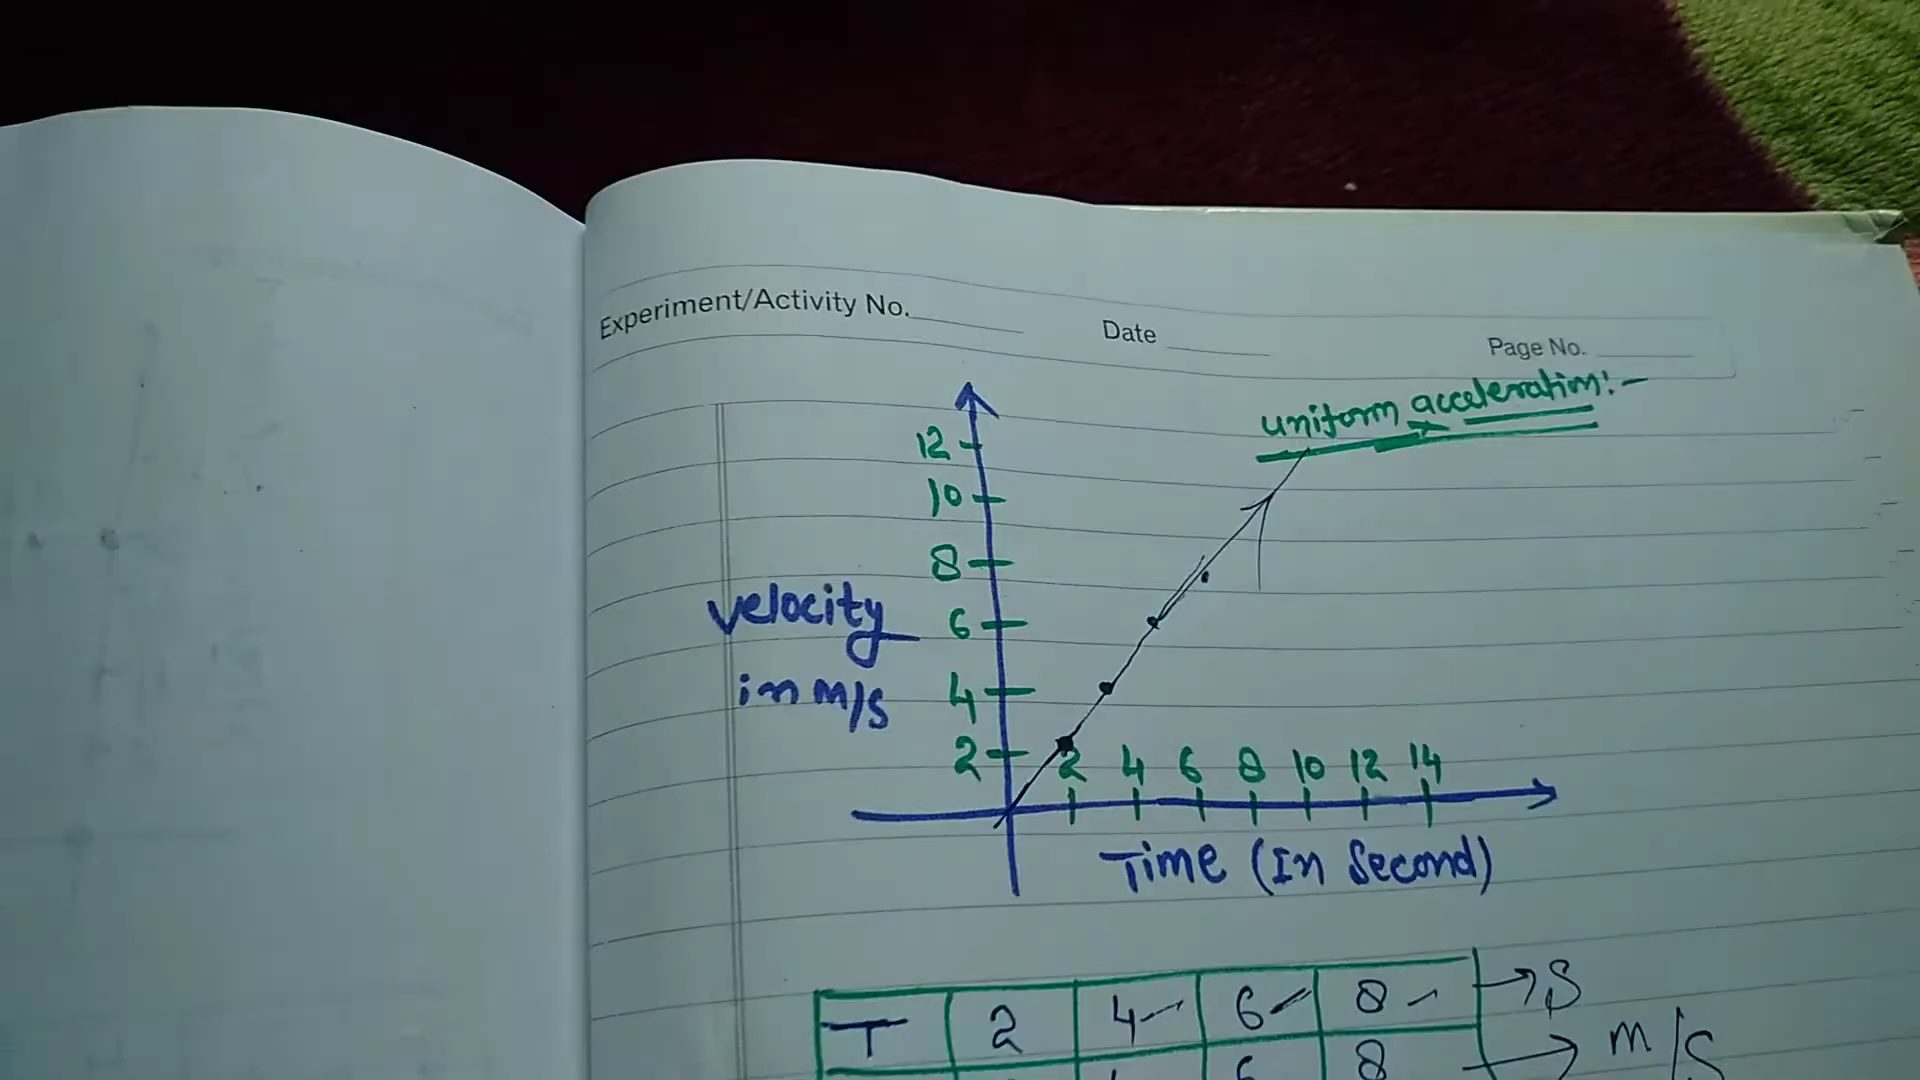 Experiment/Activity No.
Date
Page No.
uniform acceleration:-
12
10
8
6
4
2
velocity
in m/s
2 4 6 8 10 12 14
Time (In Second)
T 2 4 6 8 → S
6 8 → m/s